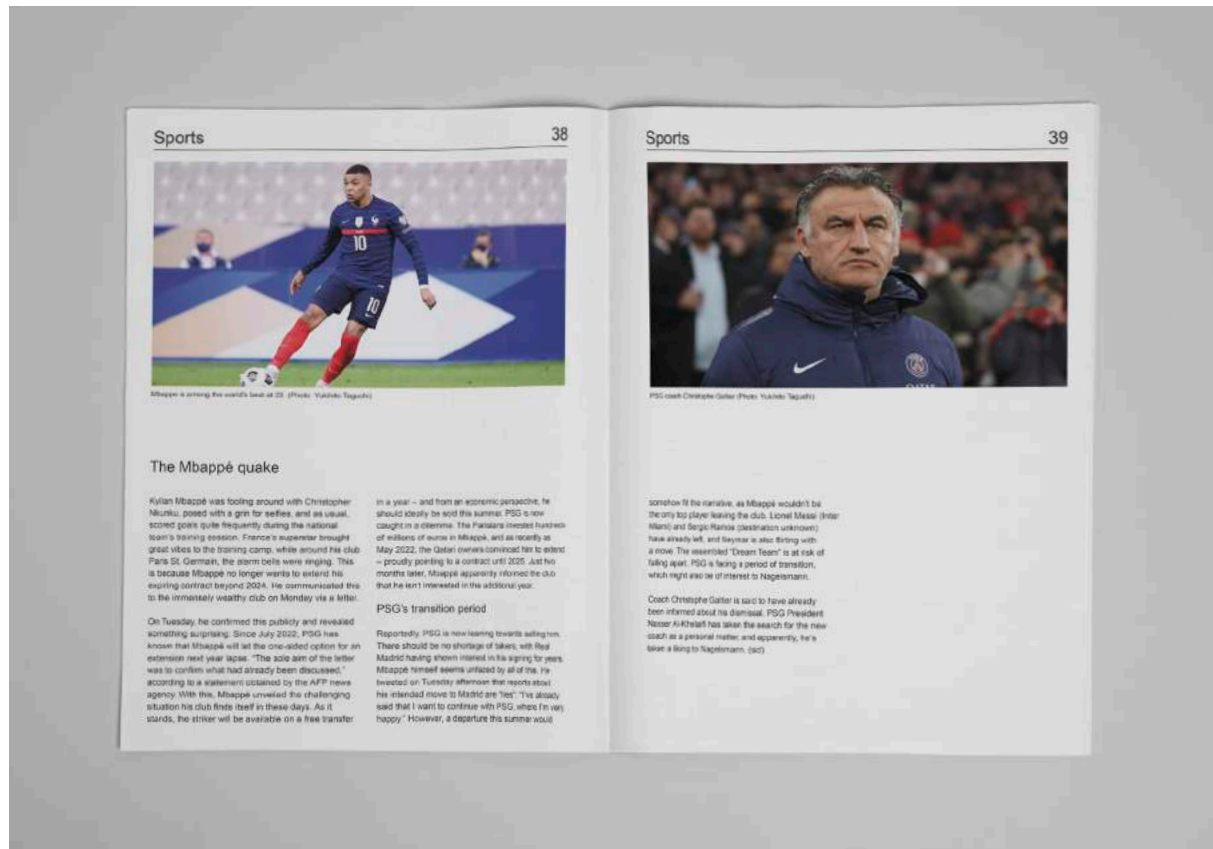 Sports
38
10
10
Mbappe is among the world's best at 23 (Photo: Yukihito Taguchi)
The Mbappé quake
Kylian Mbappé was fooling around with Christopher
Nkunku, posed with a grin for selfies, and as usual,
scored goals quite frequently during the national
team's training session. France's superstar brought
great vibes to the training camp, while around his club
Paris St. Germain, the alarm bells were ringing. This
is because Mbappé no longer wants to extend his
expiring contract beyond 2024. He communicated this
to the immensely wealthy club on Monday via a letter.
On Tuesday, he confirmed this publicly and revealed
something surprising: Since July 2022, PSG has
known that Mbappé will let the one-sided option for an
extension next year lapse. "The sole aim of the letter
was to confirm what had already been discussed,"
according to a statement obtained by the AFP news
agency. With this, Mbappé unveiled the challenging
situation his club finds itself in these days. As it
stands, the striker will be available on a free transfer
in a year – and from an economic perspective, he
should ideally be sold this summer. PSG is now
caught in a dilemma. The Parisians invested hundreds
of millions of euros in Mbappé, and as recently as
May 2022, the Qatari owners convinced him to extend
– proudly pointing to a contract until 2025. Just two
months later, Mbappé apparently informed the club
that he isn't interested in the additional year.
PSG's transition period
Reportedly, PSG is now leaning towards selling him.
There should be no shortage of takers, with Real
Madrid having shown interest in his signing for years.
Mbappé himself seems unfazed by all of this. He
tweeted on Tuesday afternoon that reports about
his intended move to Madrid are "lies": "I've already
said that I want to continue with PSG, where I'm very
happy." However, a departure this summer would
Sports
39
PSG coach Christophe Galtier (Photo: Yukihito Taguchi)
somehow fit the narrative, as Mbappé wouldn't be
the only top player leaving the club. Lionel Messi (Inter
Miami) and Sergio Ramos (destination unknown)
have already left, and Neymar is also flirting with
a move. The assembled "Dream Team" is at risk of
falling apart. PSG is facing a period of transition,
which might also be of interest to Nagelsmann.
Coach Christophe Galtier is said to have already
been informed about his dismissal. PSG President
Nasser Al-Khelaifi has taken the search for the new
coach as a personal matter, and apparently, he's
taken a liking to Nagelsmann. (sid)